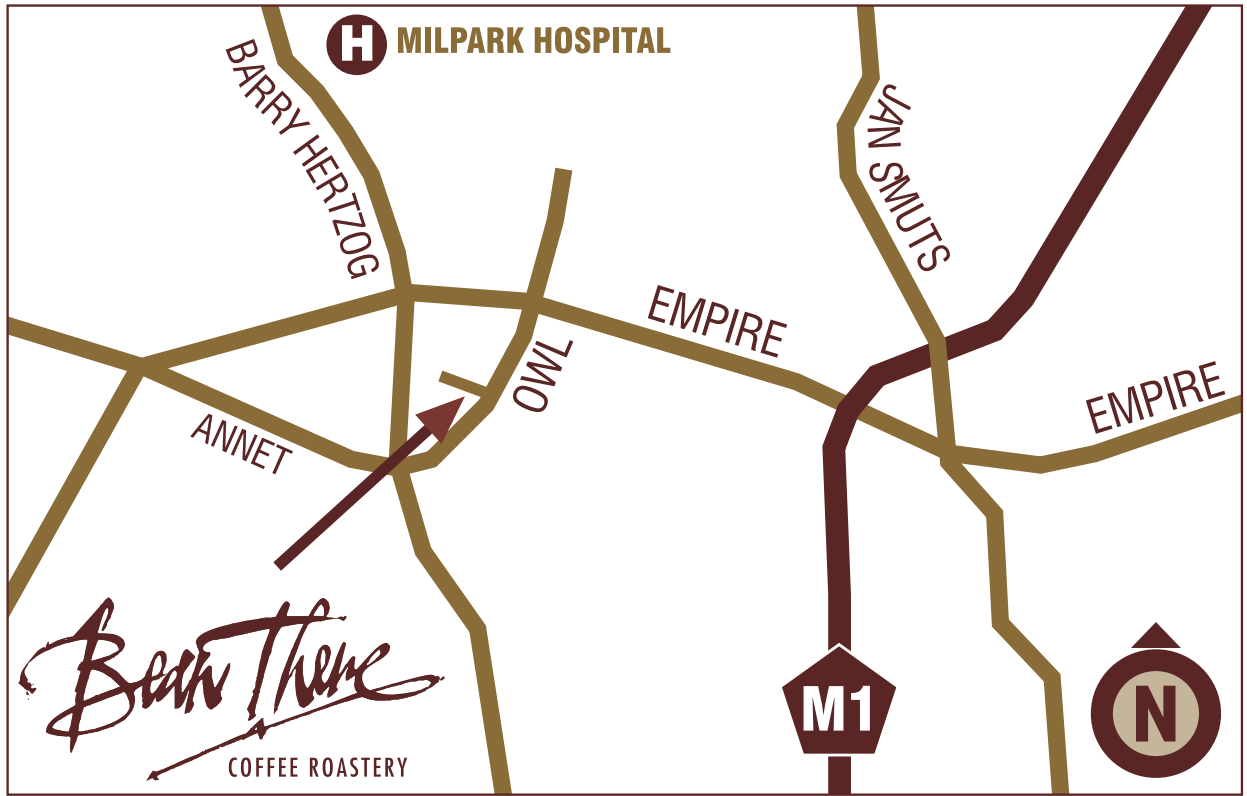 H MILPARK HOSPITAL
BARRY HERTZOG
JAN SMUTS
EMPIRE
OWL
EMPIRE
ANNET
Bean There
COFFEE ROASTERY
M1
N